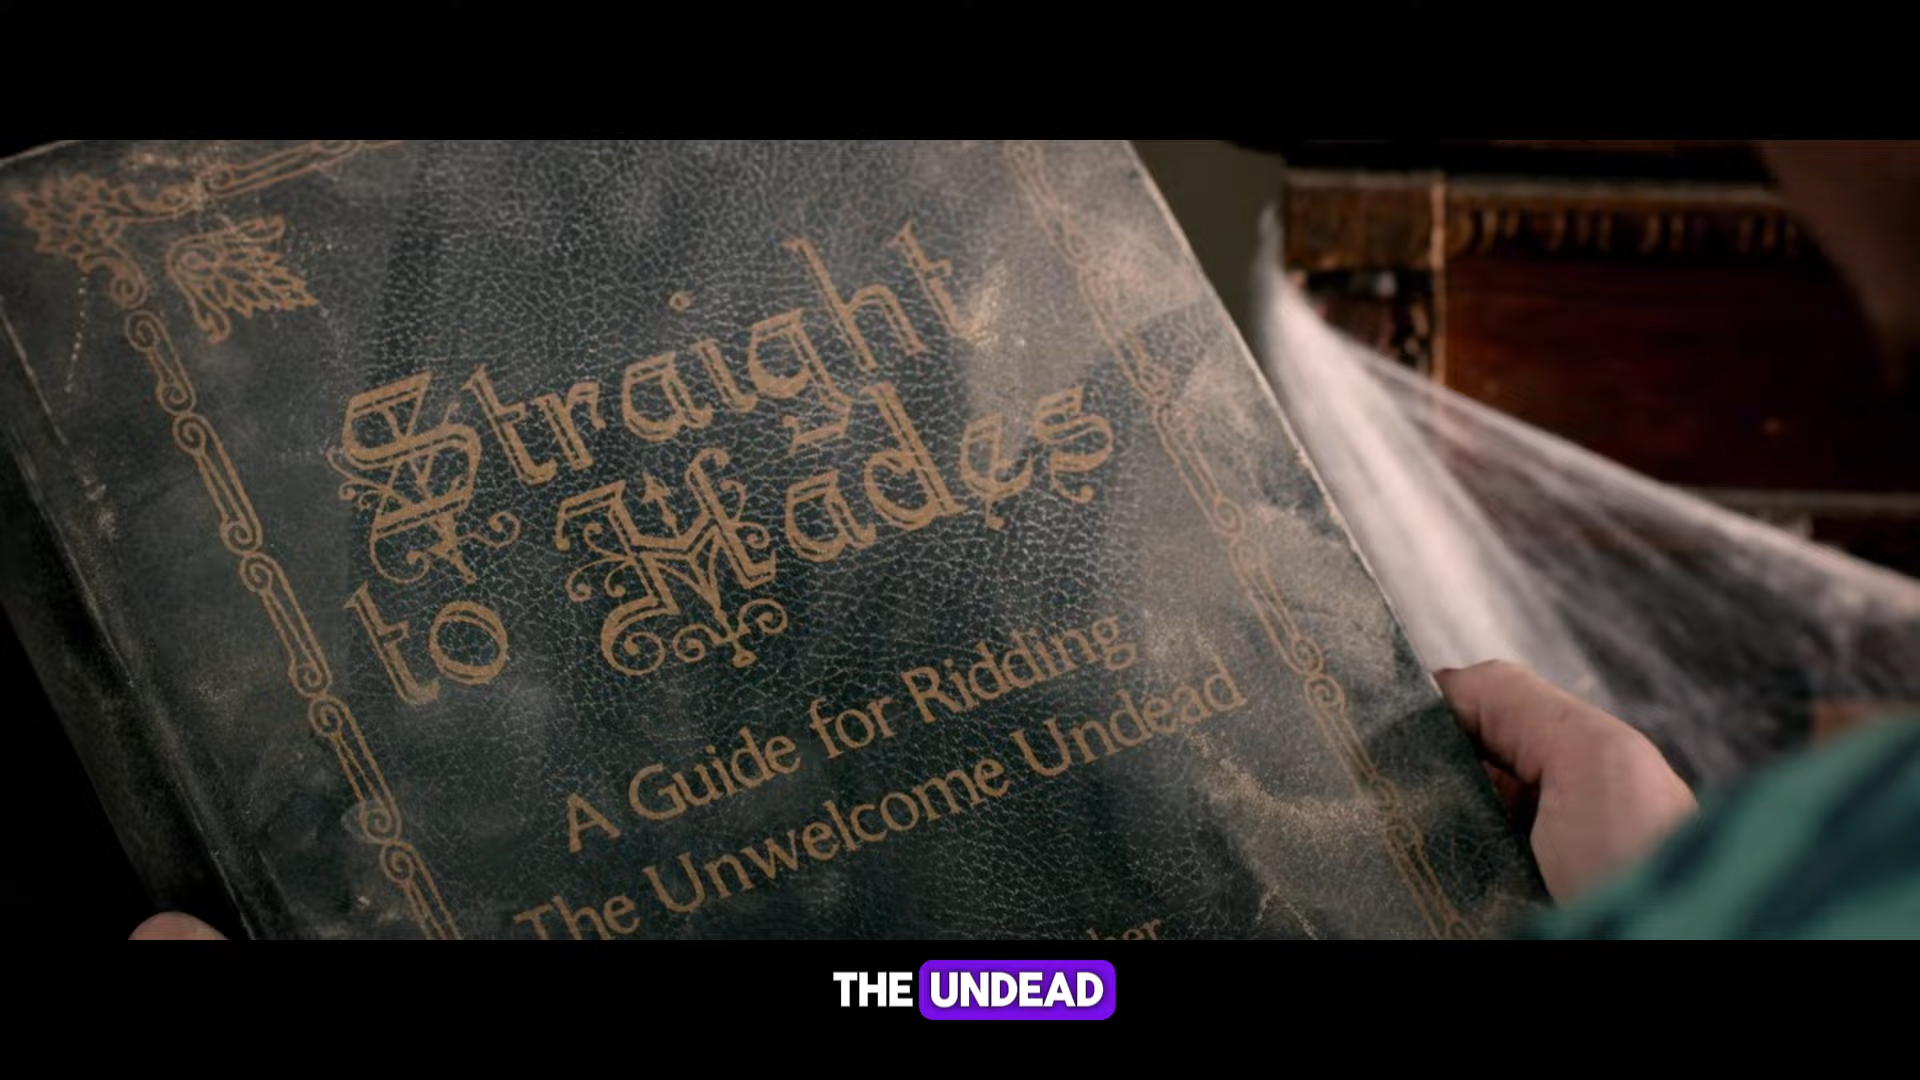 Straight
to Hades
A Guide for Ridding
The Unwelcome Undead
THE UNDEAD